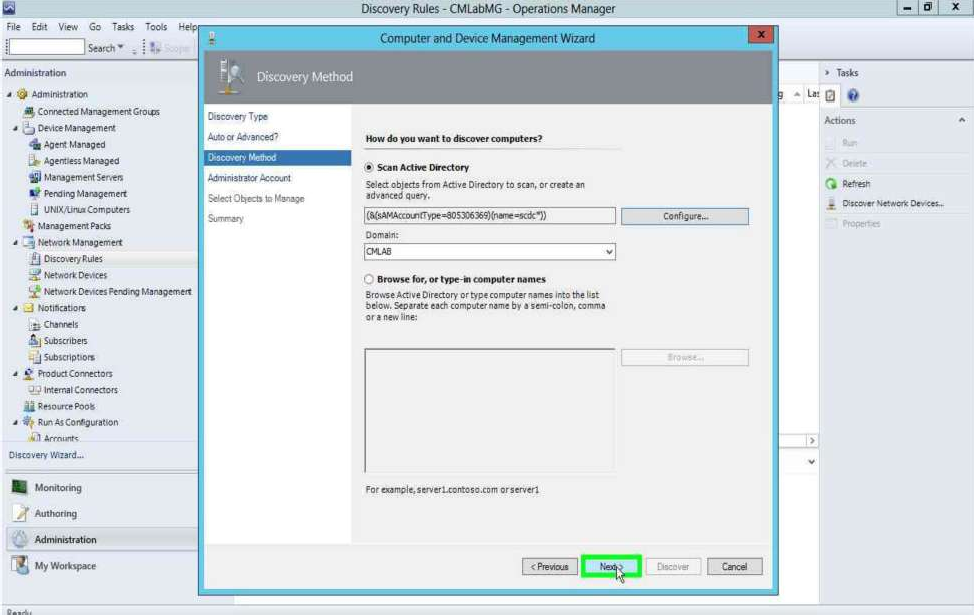 Discovery Rules - CMLabMG - Operations Manager
File Edit View Go Tasks Tools Help
Search
Scope
Administration
Administration
Connected Management Groups
Device Management
Agent Managed
Agentless Managed
Management Servers
Pending Management
UNIX/Linux Computers
Management Packs
Network Management
Discovery Rules
Network Devices
Network Devices Pending Management
Notifications
Channels
Subscribers
Subscriptions
Product Connectors
Internal Connectors
Resource Pools
Run As Configuration
Accounts
Discovery Wizard...
Monitoring
Authoring
Administration
My Workspace
Ready
Computer and Device Management Wizard
x
Discovery Method
Discovery Type
Auto or Advanced?
Discovery Method
Administrator Account
Select Objects to Manage
Summary
How do you want to discover computers?
Scan Active Directory
Select objects from Active Directory to scan, or create an
advanced query.
(&(sAMAccountType=805306369)(name=scdc*))
Configure...
Domain:
CMLAB
Browse for, or type-in computer names
Browse Active Directory or type computer names into the list
below. Separate each computer name by a semi-colon, comma
or a new line:
Browse...
For example, server1.contoso.com or server1
< Previous
Next >
Discover
Cancel
g
Las
Tasks
Actions
Run
Delete
Refresh
Discover Network Devices...
Properties